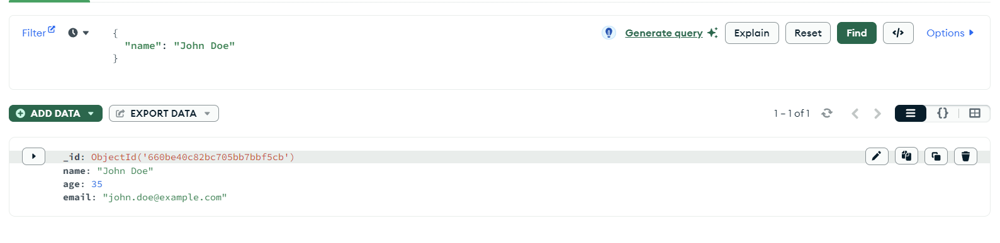 Filter
{
"name": "John Doe"
}
Generate query
Explain
Reset
Find
</>
Options
ADD DATA
EXPORT DATA
1 – 1 of 1
{}
_id: ObjectId('660be40c82bc705bb7bbf5cb')
name: "John Doe"
age: 35
email: "john.doe@example.com"